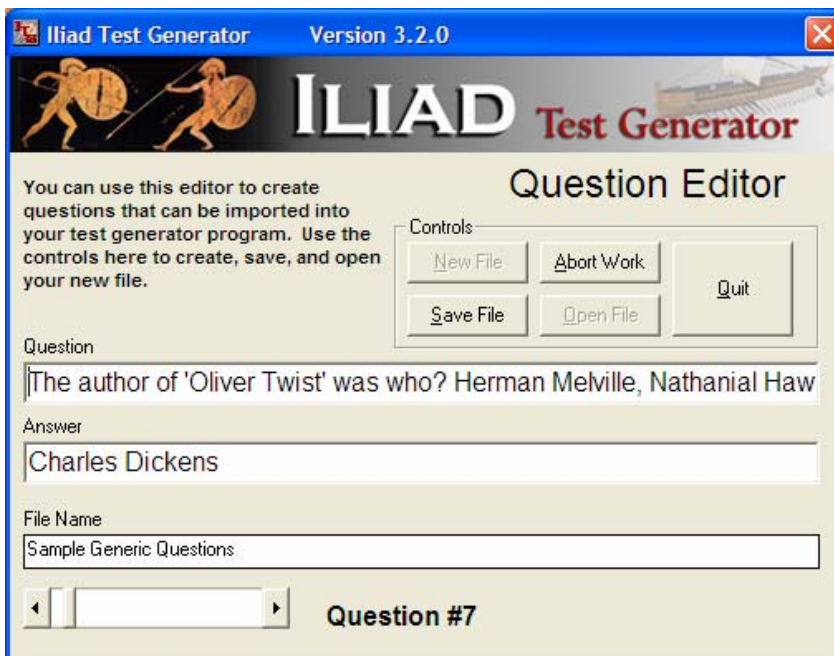 Iliad Test Generator Version 3.2.0
ILIAD Test Generator
Question Editor
You can use this editor to create
questions that can be imported into
your test generator program. Use the
controls here to create, save, and open
your new file.
Controls
New File
Abort Work
Quit
Save File
Open File
Question
The author of 'Oliver Twist' was who? Herman Melville, Nathanial Haw
Answer
Charles Dickens
File Name
Sample Generic Questions
Question #7